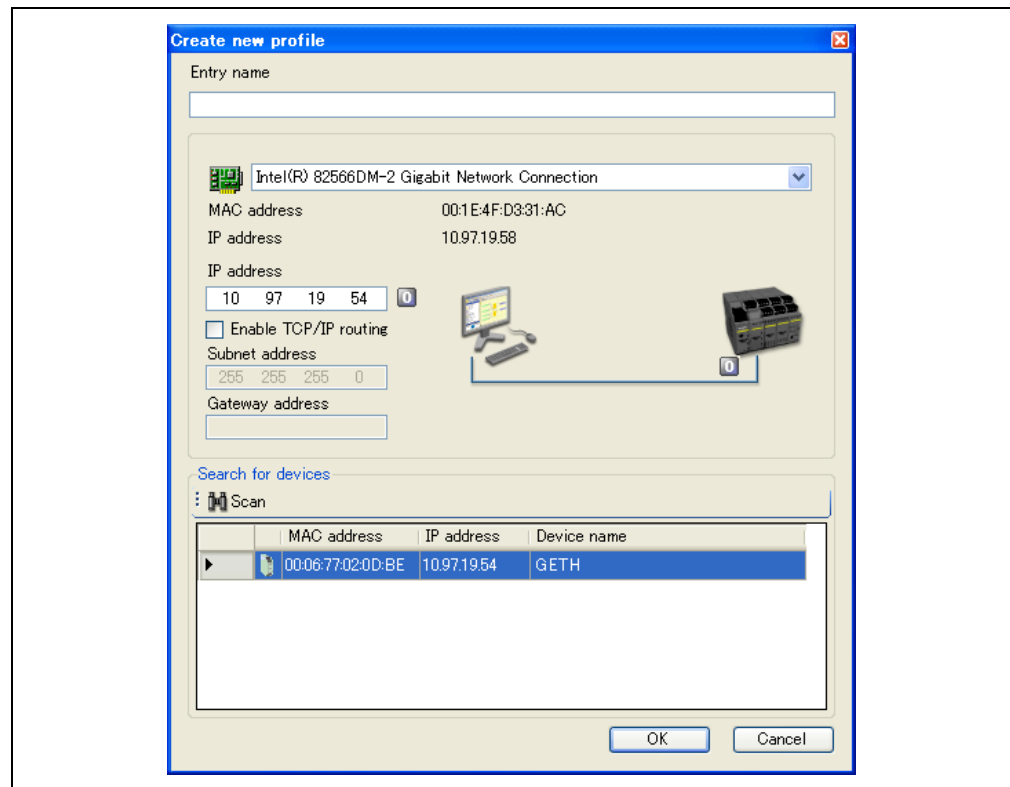 Create new profile
Entry name
Intel(R) 82566DM-2 Gigabit Network Connection
MAC address 00:1E:4F:D3:31:AC
IP address 10.97.19.58
IP address
10 97 19 54 0
Enable TCP/IP routing
Subnet address
255 255 255 0
0
Gateway address
Search for devices
Scan
MAC address IP address Device name
00:06:77:02:0D:BE 10.97.19.54 GETH
OK Cancel